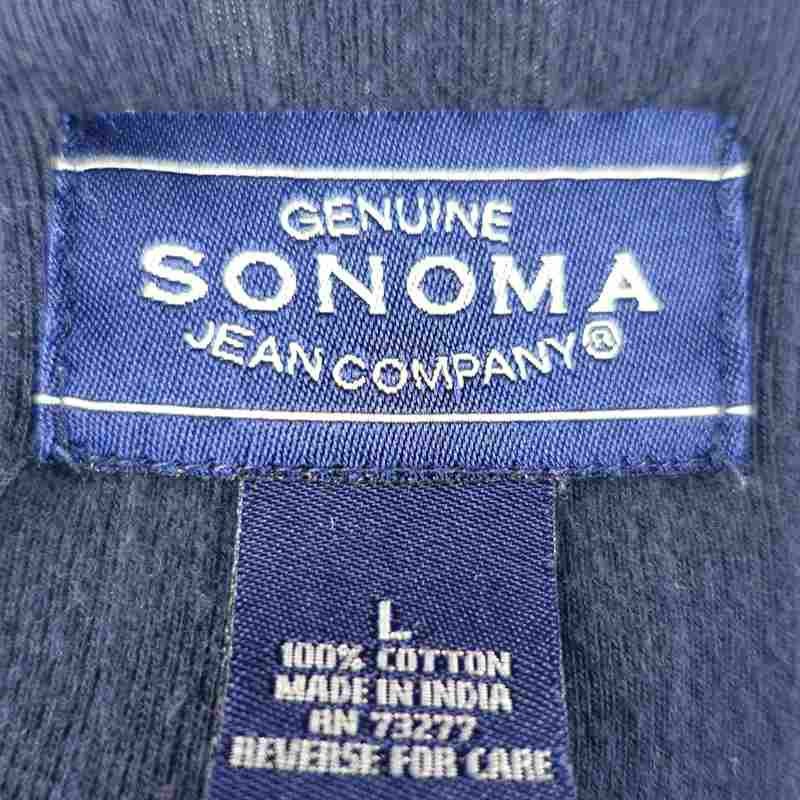 GENUINE
SONOMA
JEAN COMPANY®
L
100% COTTON
MADE IN INDIA
RN 73277
REVERSE FOR CARE